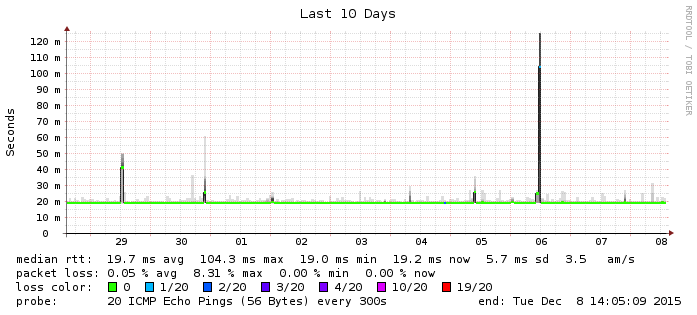 Last 10 Days
RRDTOOL / TOBI OETIKER
Seconds
120 m
110 m
100 m
90 m
80 m
70 m
60 m
50 m
40 m
30 m
20 m
10 m
0
29 30 01 02 03 04 05 06 07 08
median rtt: 19.7 ms avg 104.3 ms max 19.0 ms min 19.2 ms now 5.7 ms sd 3.5 am/s
packet loss: 0.05 % avg 8.31 % max 0.00 % min 0.00 % now
loss color: 0 1/20 2/20 3/20 4/20 10/20 19/20
probe: 20 ICMP Echo Pings (56 Bytes) every 300s end: Tue Dec 8 14:05:09 2015